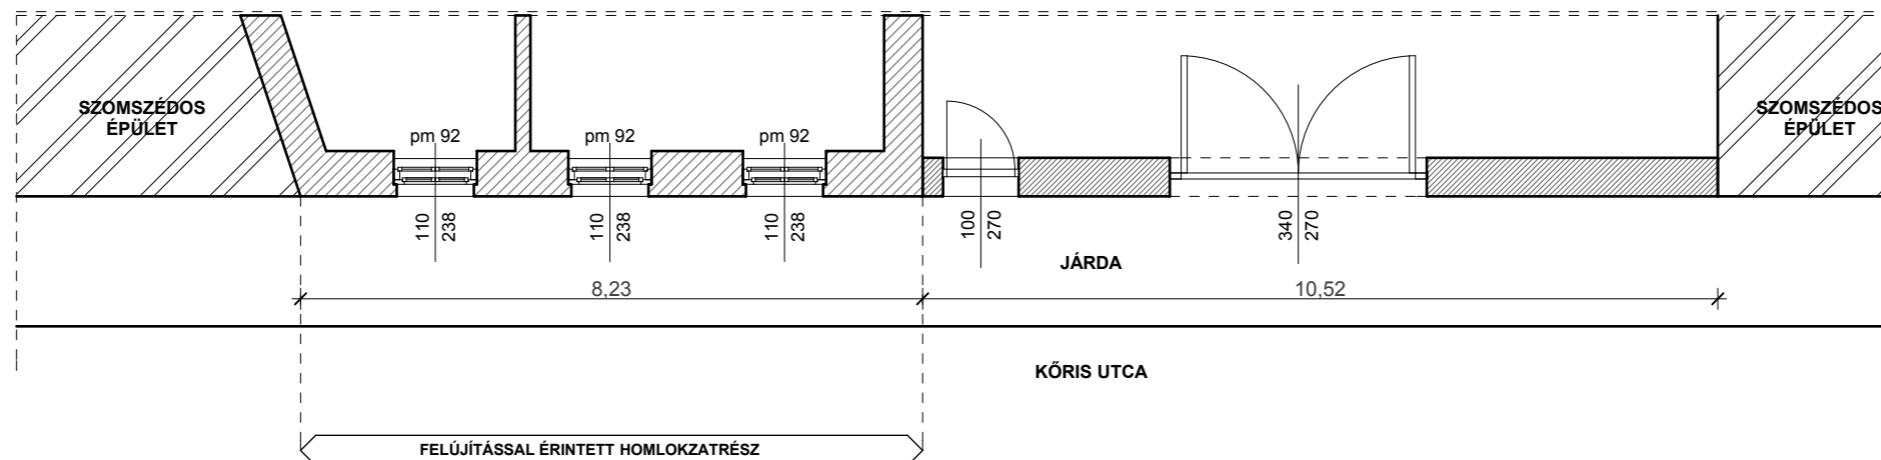 SZOMSZÉDOS
ÉPÜLET
pm 92
pm 92
pm 92
SZOMSZÉDOS
ÉPÜLET
110
238
110
238
110
238
100
270
340
270
JÁRDA
8,23
10,52
KŐRIS UTCA
FELÚJÍTÁSSAL ÉRINTETT HOMLOKZATRÉSZ